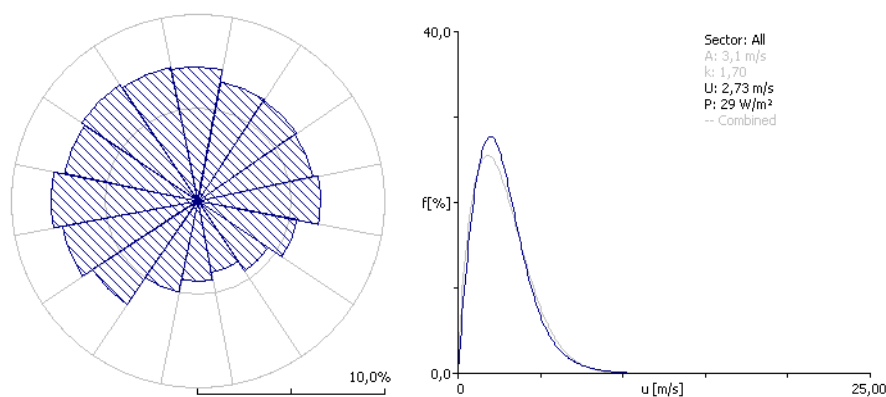 10,0%
40,0
f[%]
0,0
0
u [m/s]
25,00
Sector: All
A: 3,1 m/s
k: 1,70
U: 2,73 m/s
P: 29 W/m²
-- Combined